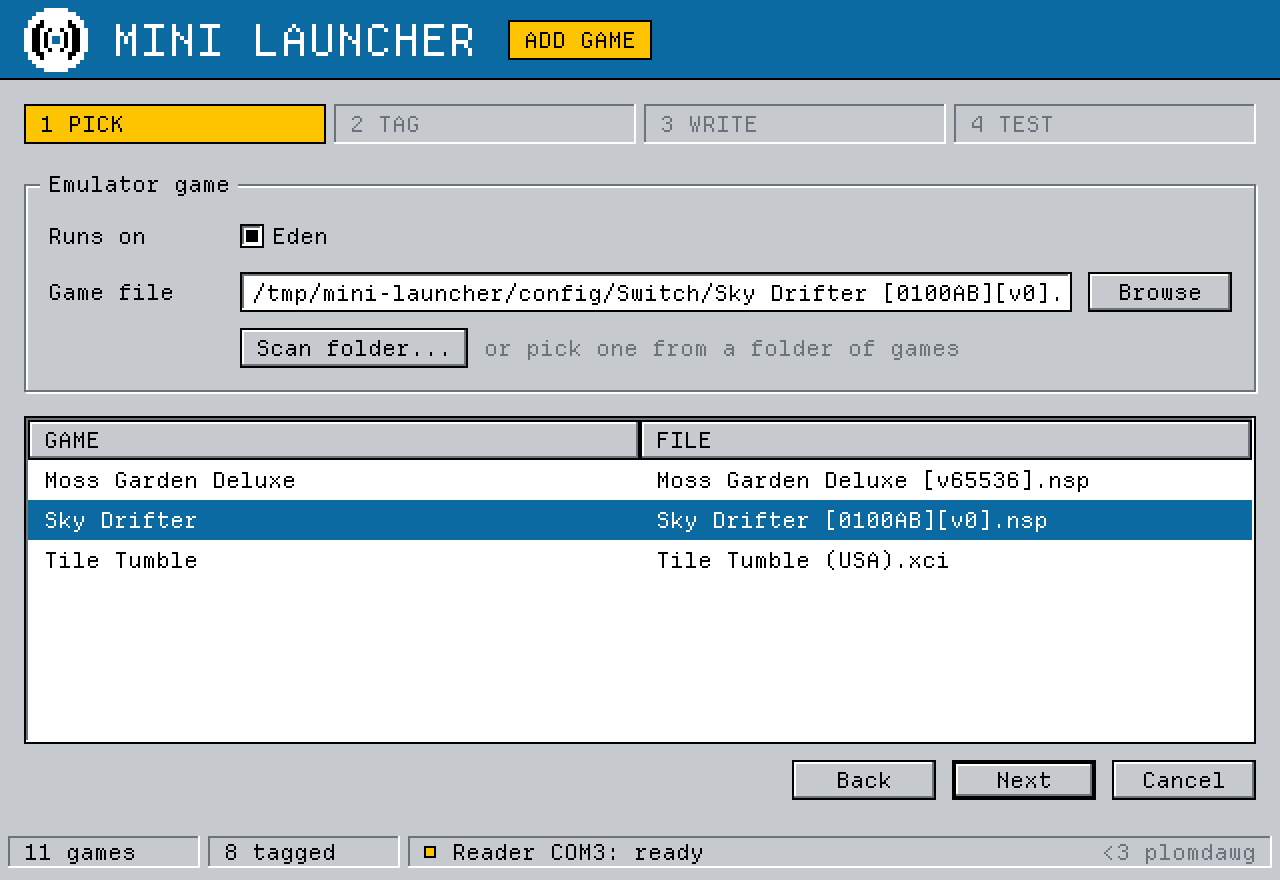 MINI LAUNCHER ADD GAME
1 PICK 2 TAG 3 WRITE 4 TEST
Emulator game
Runs on Eden
Game file /tmp/mini-launcher/config/Switch/Sky Drifter [0100AB][v0]. Browse
Scan folder... or pick one from a folder of games
GAME FILE
Moss Garden Deluxe Moss Garden Deluxe [v65536].nsp
Sky Drifter Sky Drifter [0100AB][v0].nsp
Tile Tumble Tile Tumble (USA).xci
Back Next Cancel
11 games 8 tagged Reader COM3: ready <3 plomdawg